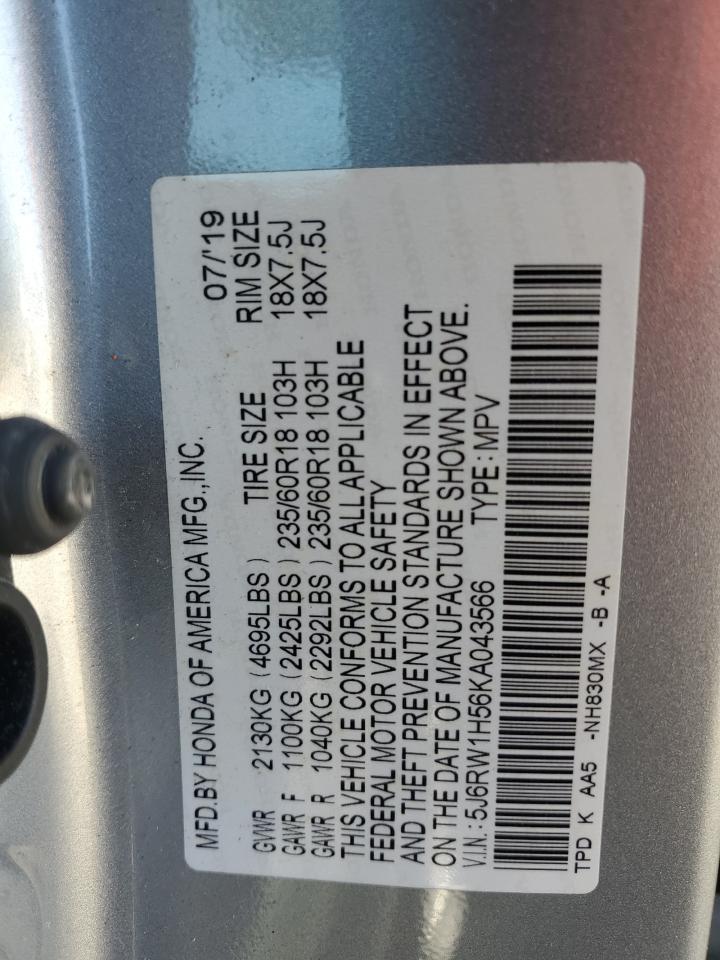 MFD.BY HONDA OF AMERICA MFG.,INC. 07/'19
GVWR 2130KG (4695LBS) TIRE SIZE RIM SIZE
GAWR F 1100KG (2425LBS) 235/60R18 103H 18X7.5J
GAWR R 1040KG (2292LBS) 235/60R18 103H 18X7.5J
THIS VEHICLE CONFORMS TO ALL APPLICABLE
FEDERAL MOTOR VEHICLE SAFETY
AND THEFT PREVENTION STANDARDS IN EFFECT
ON THE DATE OF MANUFACTURE SHOWN ABOVE.
V.I.N.: 5J6RW1H56KA043566 TYPE: MPV
TPD K AA5 -NH830MX -B -A